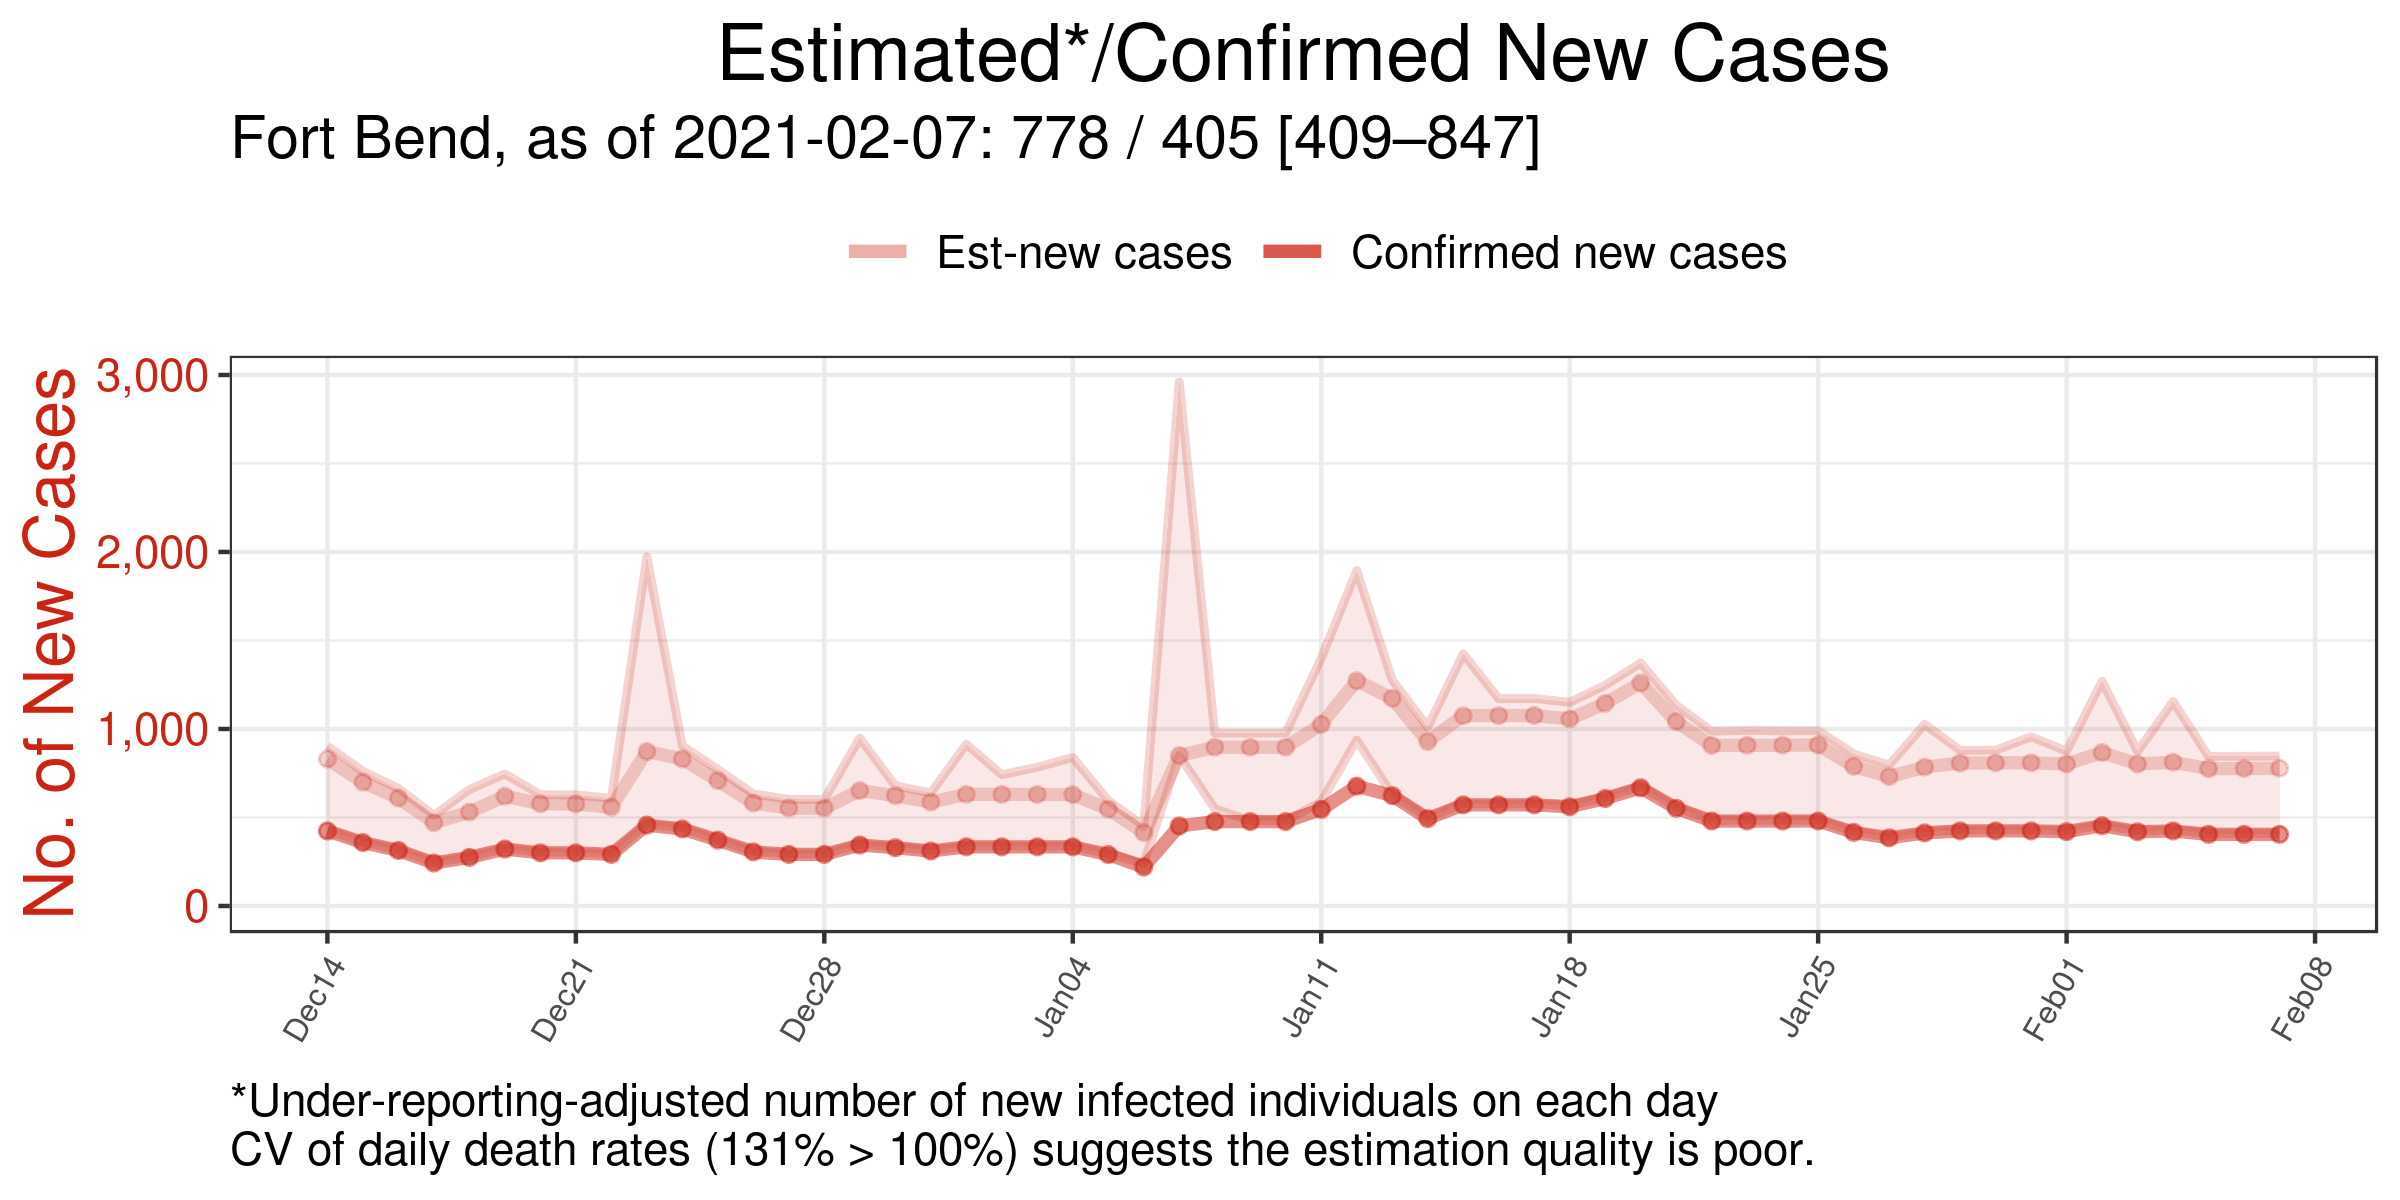 Estimated*/Confirmed New Cases
Fort Bend, as of 2021-02-07: 778 / 405 [409–847]
Est-new cases
Confirmed new cases
No. of New Cases
3,000
2,000
1,000
0
Dec14
Dec21
Dec28
Jan04
Jan11
Jan18
Jan25
Feb01
Feb08
*Under-reporting-adjusted number of new infected individuals on each day
CV of daily death rates (131% > 100%) suggests the estimation quality is poor.